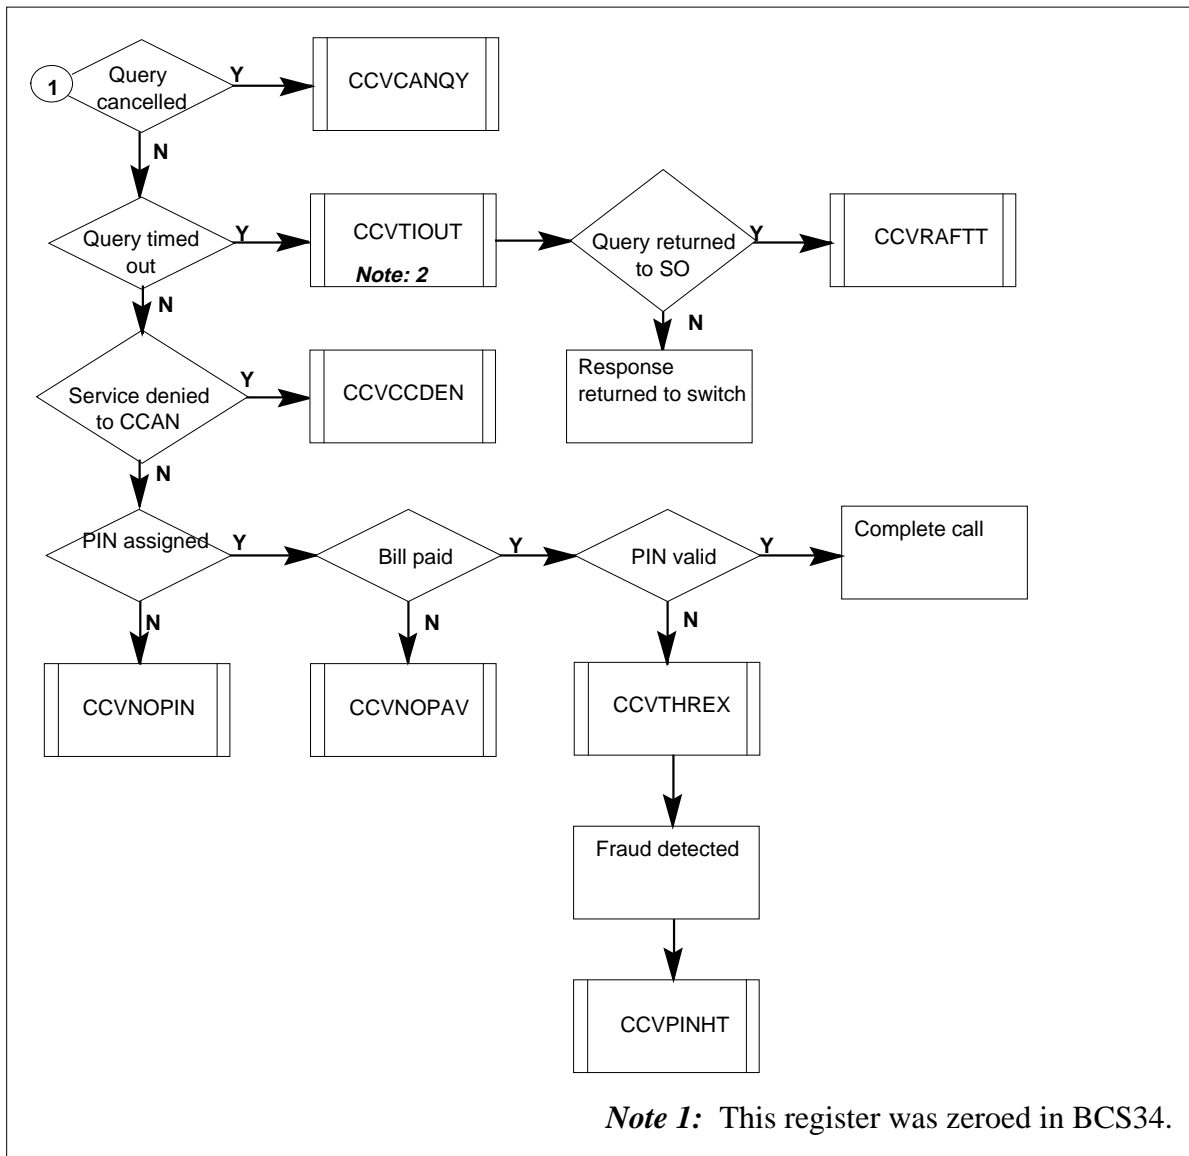 1
Query
cancelled
Y
CCVCANQY
N
Query timed
out
Y
CCVTIOUT
Note: 2
Query returned
to SO
Y
CCVRAFTT
N
N
Response
returned to switch
Service denied
to CCAN
Y
CCVCCDEN
N
PIN assigned
Y
Bill paid
Y
PIN valid
Y
Complete call
N
N
N
CCVNOPIN
CCVNOPAV
CCVTHREX
Fraud detected
CCVPINHT
Note 1: This register was zeroed in BCS34.